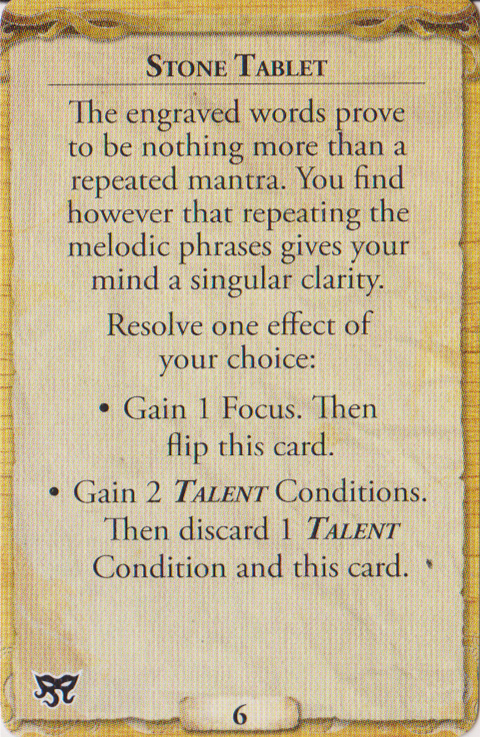 STONE TABLET
The engraved words prove
to be nothing more than a
repeated mantra. You find
however that repeating the
melodic phrases gives your
mind a singular clarity.
Resolve one effect of
your choice:
• Gain 1 Focus. Then
flip this card.
• Gain 2 TALENT Conditions.
Then discard 1 TALENT
Condition and this card.
6